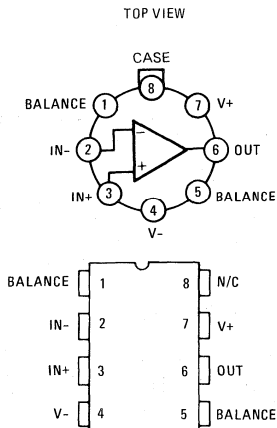 TOP VIEW
CASE
8
BALANCE 1 7 V+
IN- 2 - 6 OUT
+
IN+ 3 5 BALANCE
4
V-
BALANCE 1 8 N/C
IN- 2 7 V+
IN+ 3 6 OUT
V- 4 5 BALANCE